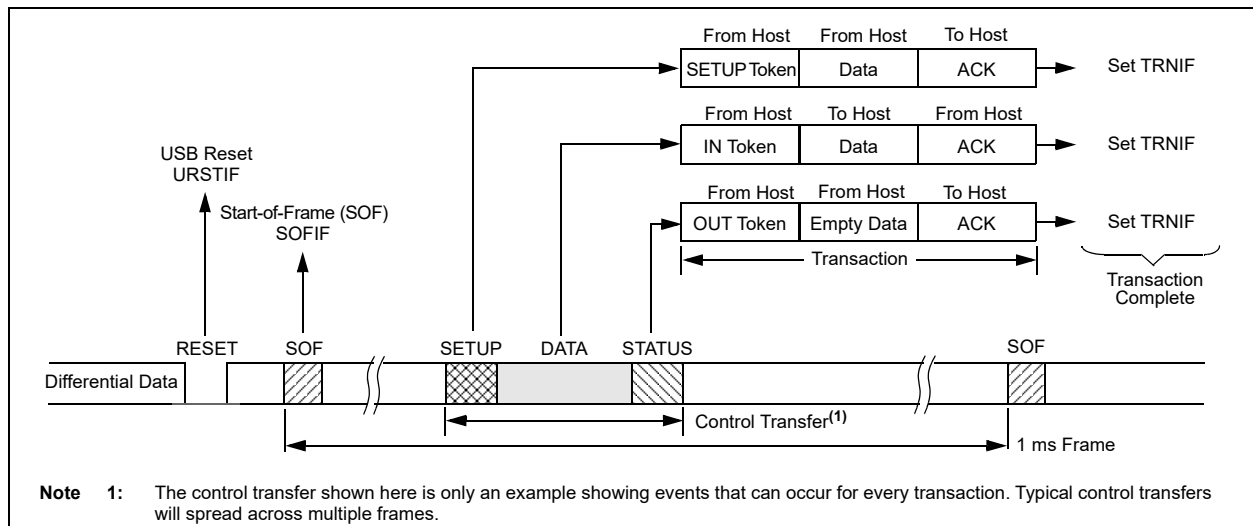 From Host From Host To Host
SETUP Token Data ACK Set TRNIF
From Host To Host From Host
IN Token Data ACK Set TRNIF
From Host From Host To Host
OUT Token Empty Data ACK Set TRNIF
Transaction
Transaction
Complete
USB Reset
URSTIF
Start-of-Frame (SOF)
SOFIF
RESET SOF SETUP DATA STATUS SOF
Differential Data
Control Transfer(1)
1 ms Frame
Note 1: The control transfer shown here is only an example showing events that can occur for every transaction. Typical control transfers
will spread across multiple frames.